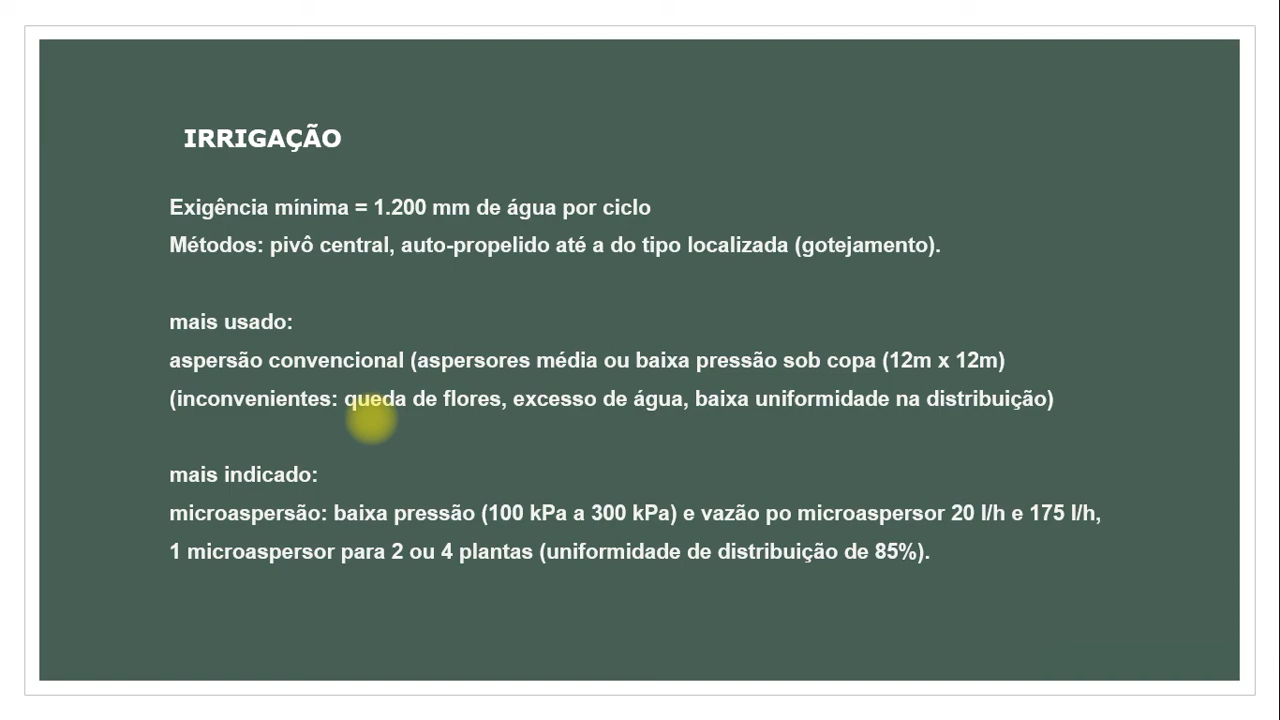 IRRIGAÇÃO
Exigência mínima = 1.200 mm de água por ciclo
Métodos: pivô central, auto-propelido até a do tipo localizada (gotejamento).
mais usado:
aspersão convencional (aspersores média ou baixa pressão sob copa (12m x 12m)
(inconvenientes: queda de flores, excesso de água, baixa uniformidade na distribuição)
mais indicado:
microaspersão: baixa pressão (100 kPa a 300 kPa) e vazão po microaspersor 20 l/h e 175 l/h,
1 microaspersor para 2 ou 4 plantas (uniformidade de distribuição de 85%).